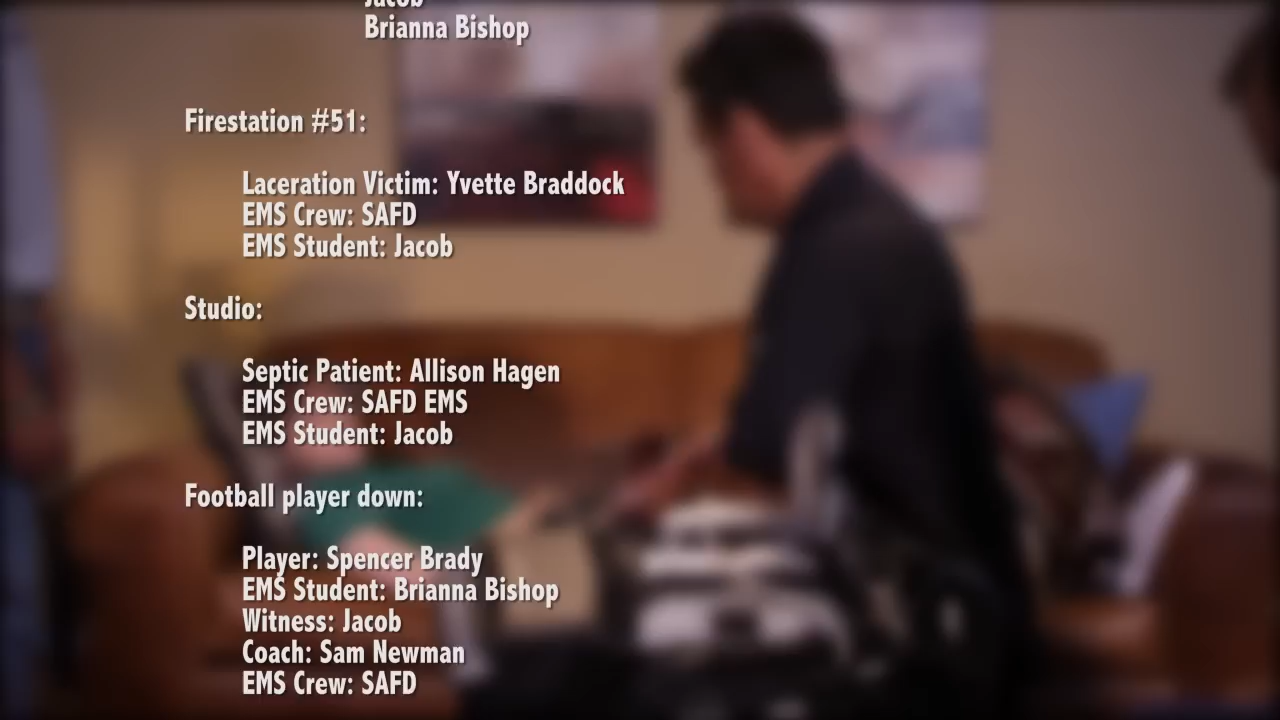 Jacob
Brianna Bishop
Firestation #51:
Laceration Victim: Yvette Braddock
EMS Crew: SAFD
EMS Student: Jacob
Studio:
Septic Patient: Allison Hagen
EMS Crew: SAFD EMS
EMS Student: Jacob
Football player down:
Player: Spencer Brady
EMS Student: Brianna Bishop
Witness: Jacob
Coach: Sam Newman
EMS Crew: SAFD